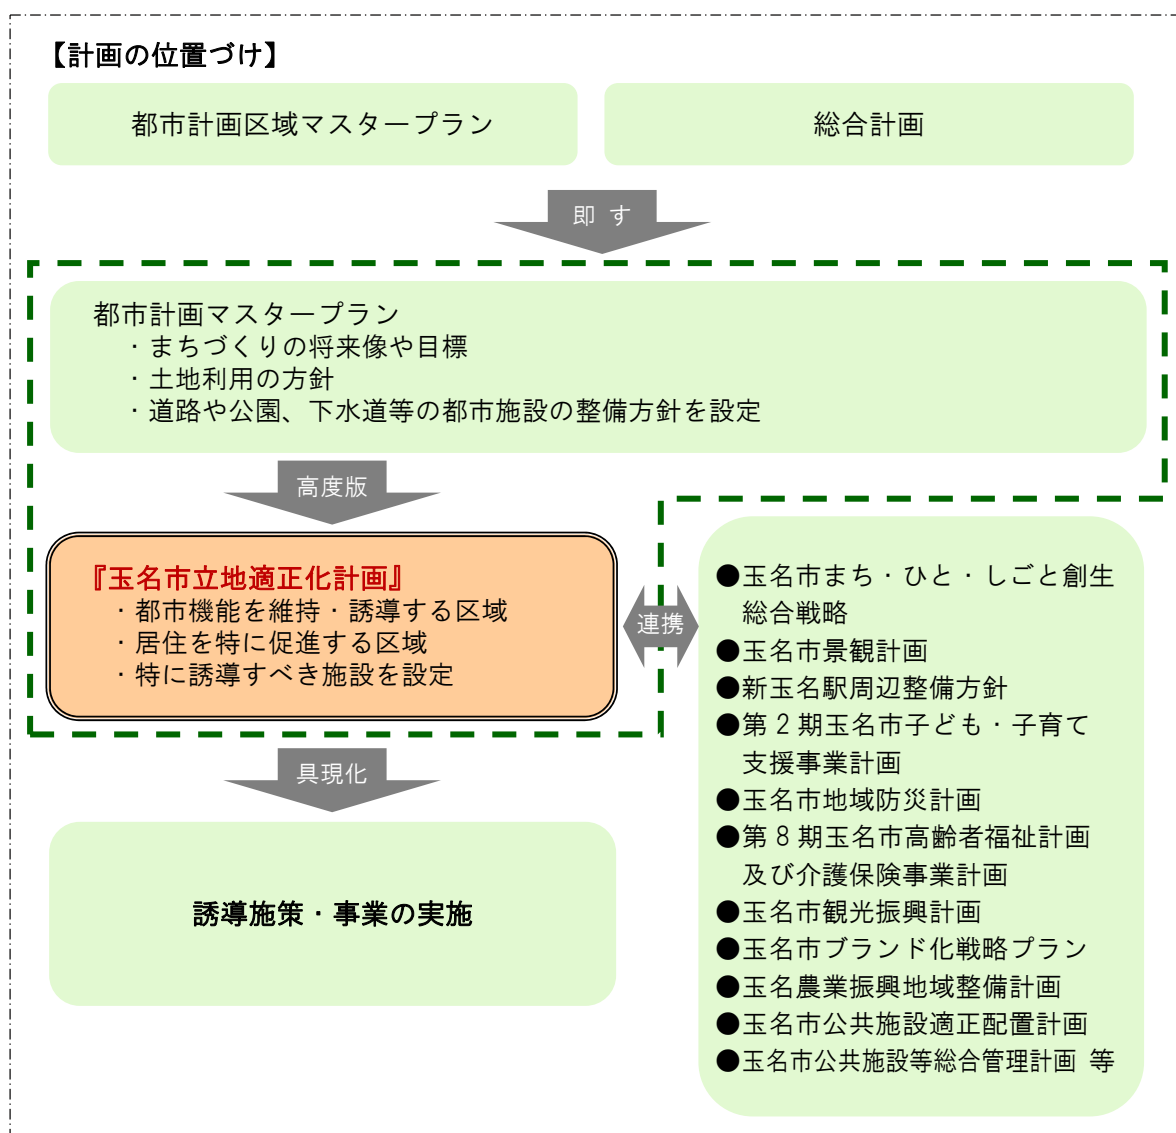 【計画の位置づけ】
都市計画区域マスタープラン
総合計画
即 す
都市計画マスタープラン
・まちづくりの将来像や目標
・土地利用の方針
・道路や公園、下水道等の都市施設の整備方針を設定
高度版
『玉名市立地適正化計画』
・都市機能を維持・誘導する区域
・居住を特に促進する区域
・特に誘導すべき施設を設定
連携
●玉名市まち・ひと・しごと創生
総合戦略
●玉名市景観計画
●新玉名駅周辺整備方針
●第2期玉名市子ども・子育て
支援事業計画
●玉名市地域防災計画
●第8期玉名市高齢者福祉計画
及び介護保険事業計画
●玉名市観光振興計画
●玉名市ブランド化戦略プラン
●玉名農業振興地域整備計画
●玉名市公共施設適正配置計画
●玉名市公共施設等総合管理計画 等
具現化
誘導施策・事業の実施